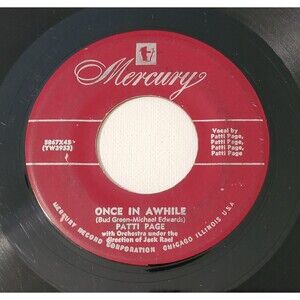 Mercury
5867X45
(YW3953)
Vocal by
Patti Page,
Patti Page,
Patti Page,
Patti Page
ONCE IN AWHILE
(Bud Green-Michael Edwards)
PATTI PAGE
with Orchestra under the
direction of Jack Rael
MERCURY RECORD CORPORATION CHICAGO ILLINOIS U.S.A